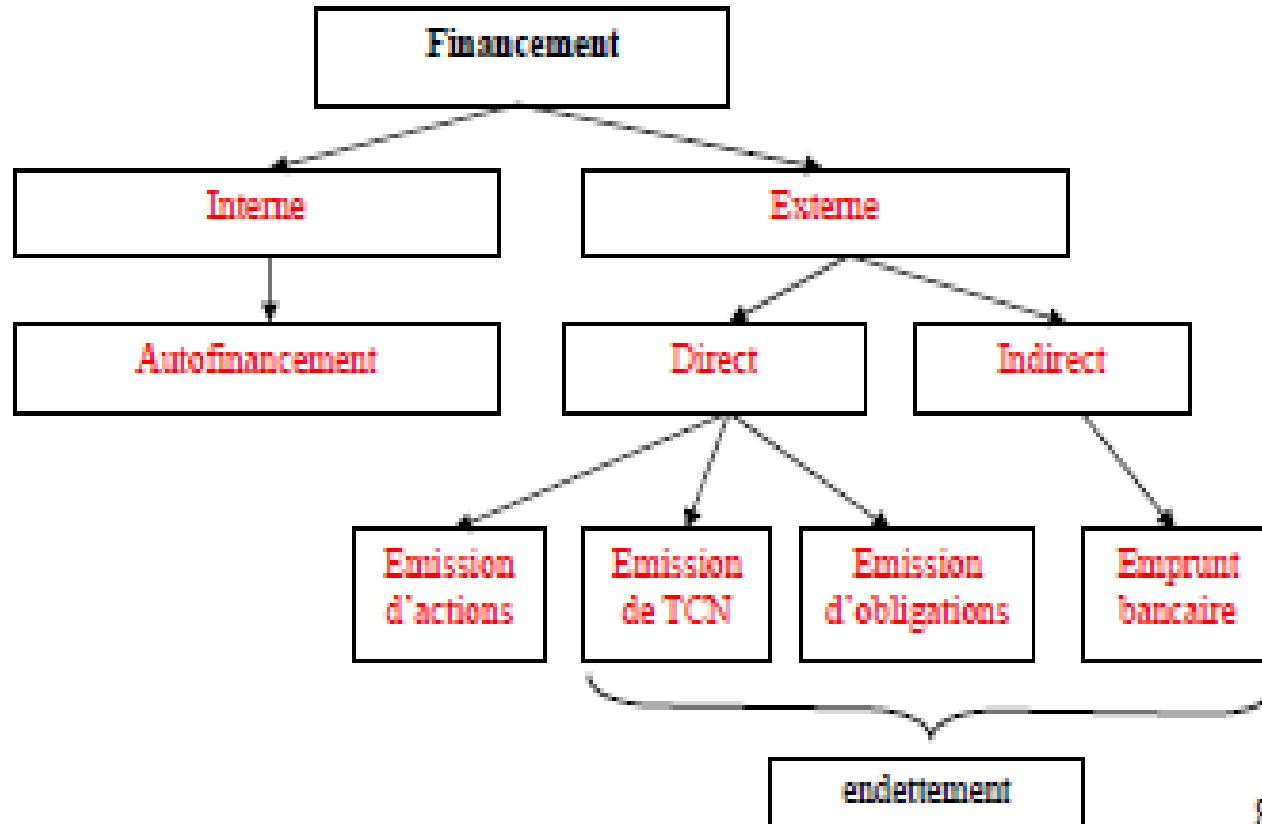 Financement
Interne
Externe
Autofinancement
Direct
Indirect
Emission
d'actions
Emission
de TCN
Emission
d'obligations
Emprunt
bancaire
endettement